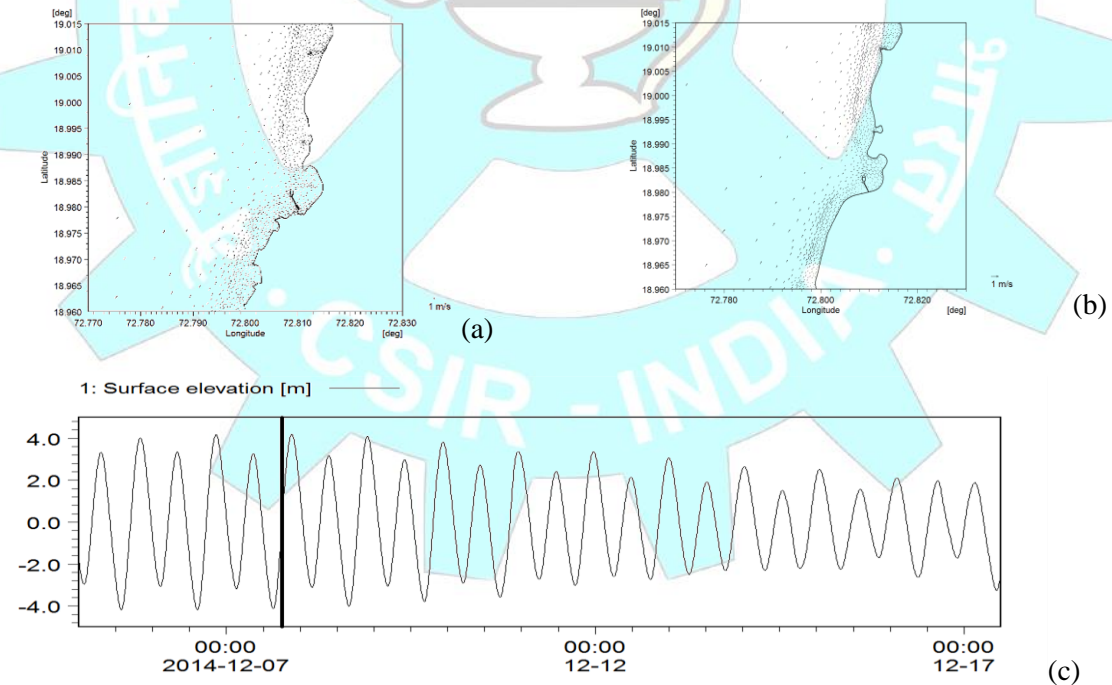 [deg]
19.015
19.010
19.005
19.000
18.995
18.990
18.985
18.980
18.975
18.970
18.965
18.960
Latitude
72.770 72.780 72.790 72.800 72.810 72.820 72.830
Longitude
[deg]
1 m/s
(a)
[deg]
19.015
19.010
19.005
19.000
18.995
18.990
18.985
18.980
18.975
18.970
18.965
18.960
Latitude
72.780 72.800 72.820
Longitude
[deg]
1 m/s
(b)
CSIR - INDIA
1: Surface elevation [m]
4.0
2.0
0.0
-2.0
-4.0
00:00 00:00 00:00
2014-12-07 12-12 12-17
(c)